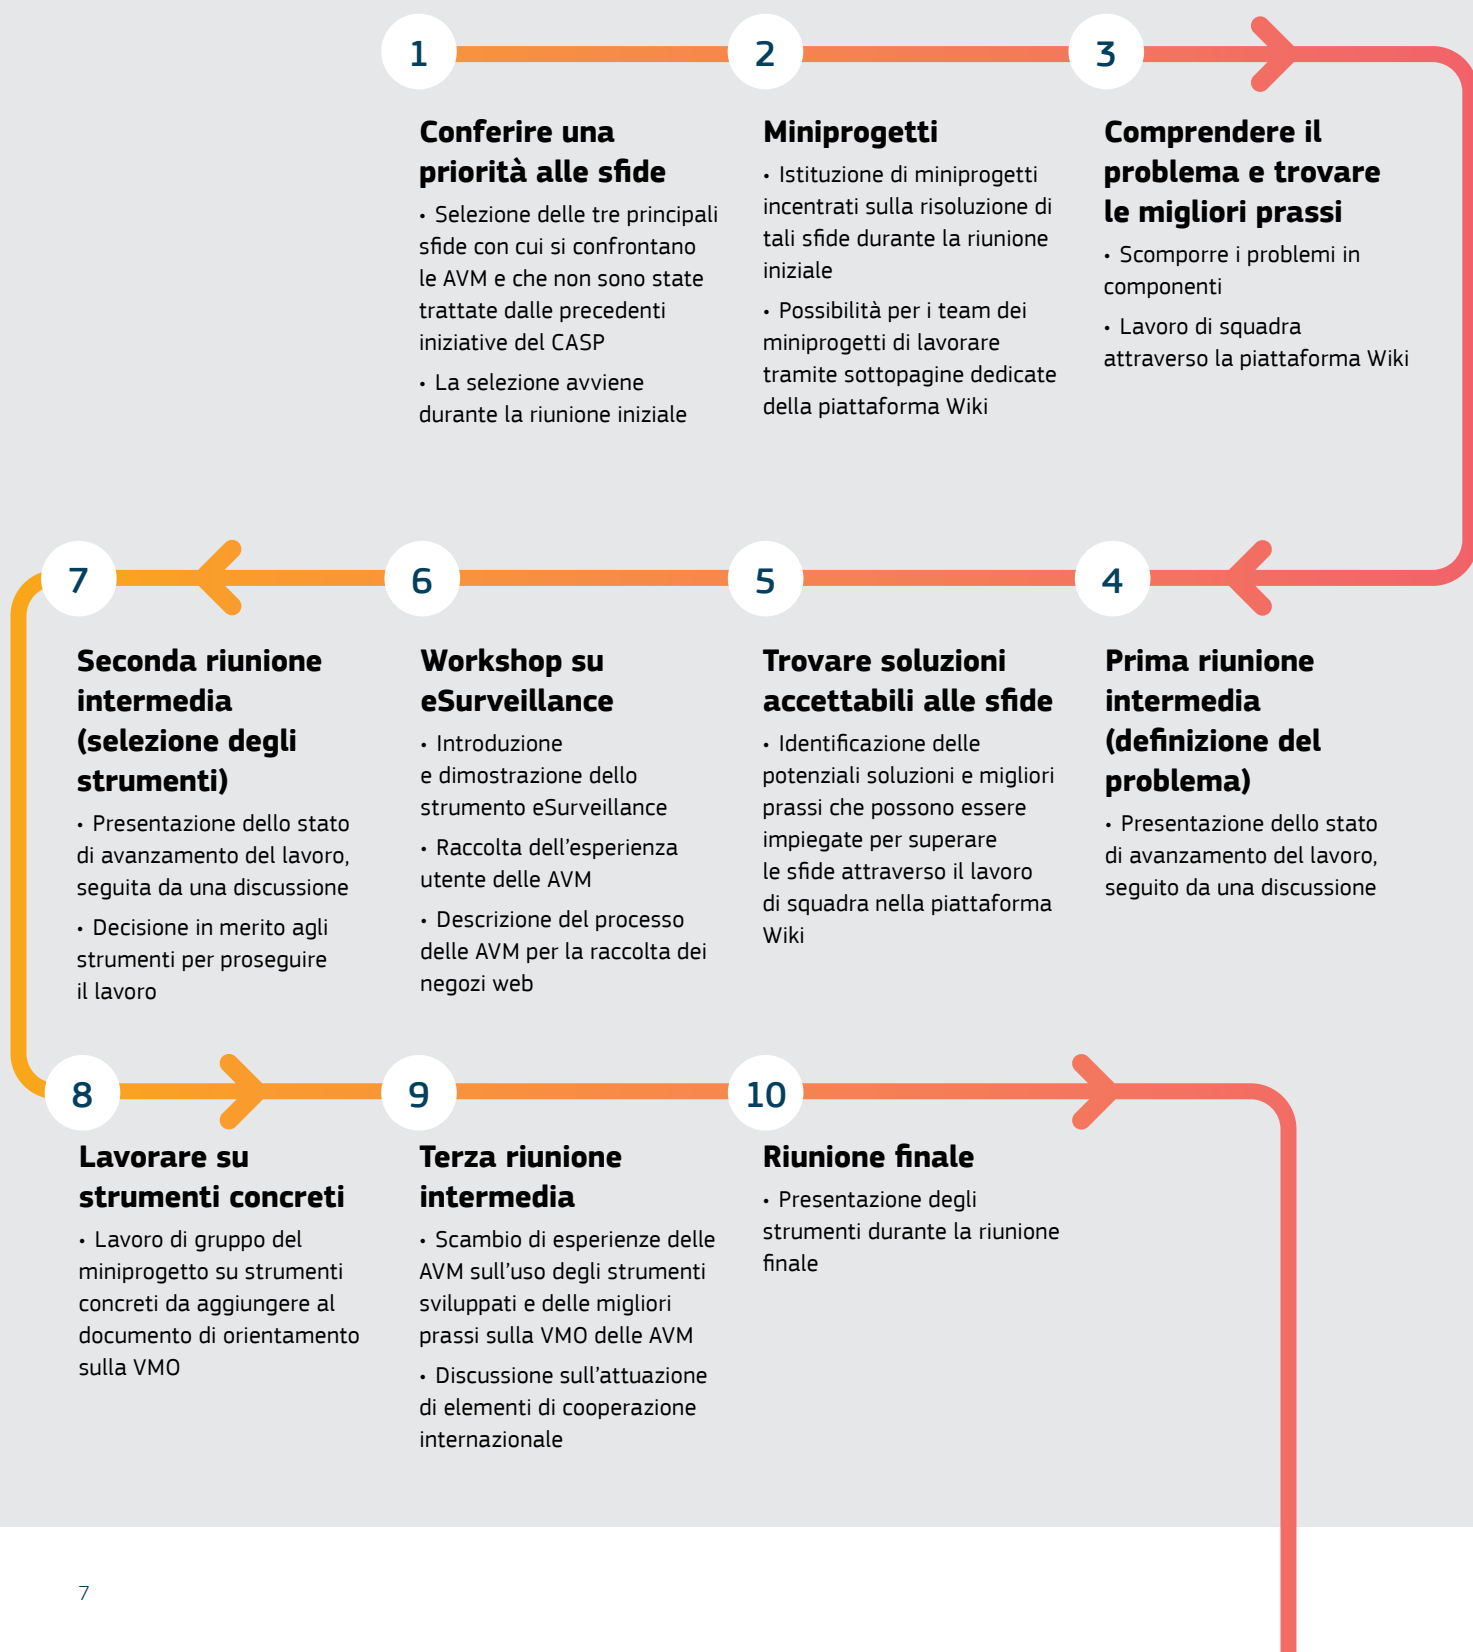 1
Conferire una
priorità alle sfide
• Selezione delle tre principali
sfide con cui si confrontano
le AVM e che non sono state
trattate dalle precedenti
iniziative del CASP
• La selezione avviene
durante la riunione iniziale
2
Miniprogetti
• Istituzione di miniprogetti
incentrati sulla risoluzione di
tali sfide durante la riunione
iniziale
• Possibilità per i team dei
miniprogetti di lavorare
tramite sottopagine dedicate
della piattaforma Wiki
3
Comprendere il
problema e trovare
le migliori prassi
• Scomporre i problemi in
componenti
• Lavoro di squadra
attraverso la piattaforma Wiki
4
Prima riunione
intermedia
(definizione del
problema)
• Presentazione dello stato
di avanzamento del lavoro,
seguito da una discussione
5
Trovare soluzioni
accettabili alle sfide
• Identificazione delle
potenziali soluzioni e migliori
prassi che possono essere
impiegate per superare
le sfide attraverso il lavoro
di squadra nella piattaforma
Wiki
6
Workshop su
eSurveillance
• Introduzione
e dimostrazione dello
strumento eSurveillance
• Raccolta dell'esperienza
utente delle AVM
• Descrizione del processo
delle AVM per la raccolta dei
negozi web
7
Seconda riunione
intermedia
(selezione degli
strumenti)
• Presentazione dello stato
di avanzamento del lavoro,
seguita da una discussione
• Decisione in merito agli
strumenti per proseguire
il lavoro
8
Lavorare su
strumenti concreti
• Lavoro di gruppo del
miniprogetto su strumenti
concreti da aggiungere al
documento di orientamento
sulla VMO
9
Terza riunione
intermedia
• Scambio di esperienze delle
AVM sull'uso degli strumenti
sviluppati e delle migliori
prassi sulla VMO delle AVM
• Discussione sull'attuazione
di elementi di cooperazione
internazionale
10
Riunione finale
• Presentazione degli
strumenti durante la riunione
finale
7